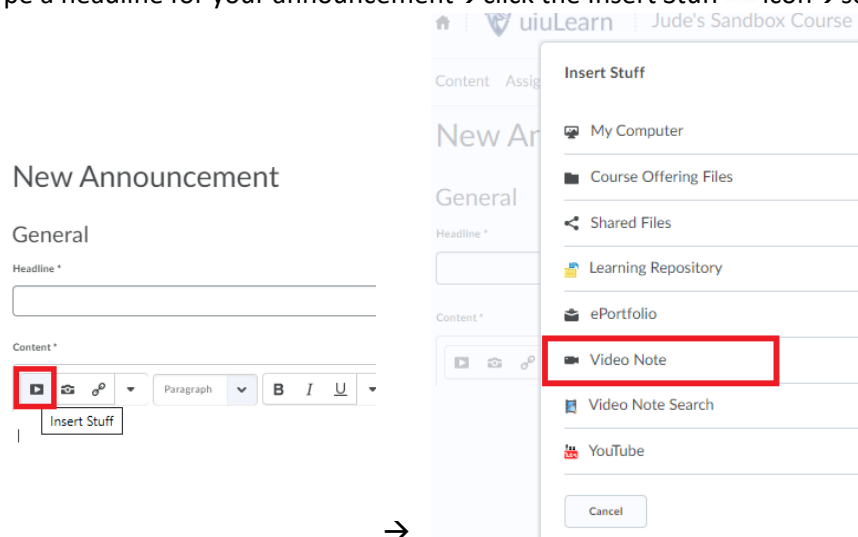 pe a headline for your announcement → click the Insert Stuff icon →
uiuLearn Jude's Sandbox Course
New Announcement
General
Headline *
Content *
Paragraph B I U
Insert Stuff
→
Content Assig
New Ar
General
Headline *
Content *
Insert Stuff
My Computer
Course Offering Files
Shared Files
Learning Repository
ePortfolio
Video Note
Video Note Search
YouTube
Cancel